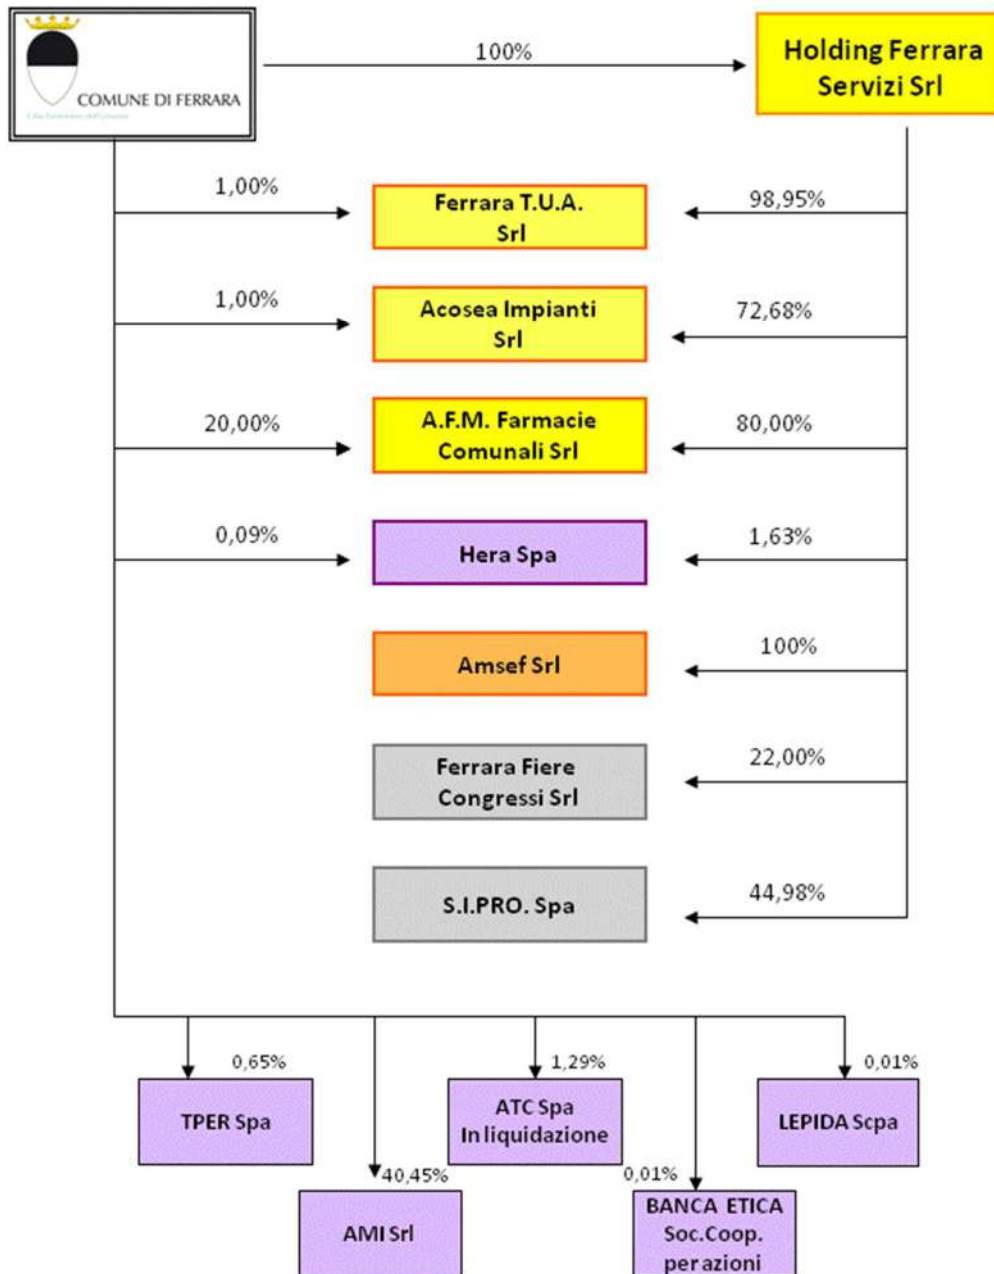 COMUNE DI FERRARA
100%
Holding Ferrara
Servizi Srl
1,00%
Ferrara T.U.A.
Srl
98,95%
1,00%
Acosea Impianti
Srl
72,68%
20,00%
A.F.M. Farmacie
Comunali Srl
80,00%
0,09%
Hera Spa
1,63%
Amsef Srl
100%
Ferrara Fiere
Congressi Srl
22,00%
S.I.PRO. Spa
44,98%
0,65%
TPER Spa
1,29%
ATC Spa
In liquidazione
0,01%
LEPIDA Scpa
40,45%
AMI Srl
0,01%
BANCA ETICA
Soc.Coop.
per azioni